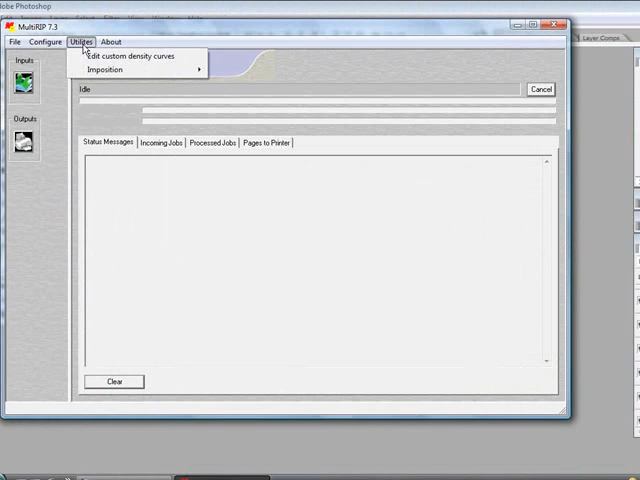 Adobe Photoshop
MultiRIP 7.3
File Configure Utilities About
Layer Comps
Edit custom density curves
Imposition
Inputs
Idle
Cancel
Outputs
Status Messages Incoming Jobs Processed Jobs Pages to Printer
Clear